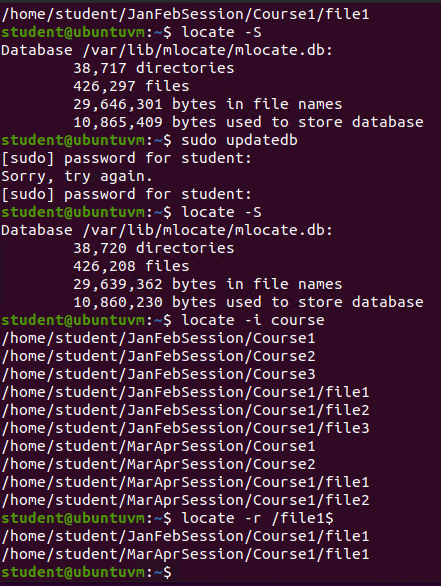 /home/student/JanFebSession/Course1/file1
student@ubuntuvm:~$ locate -S
Database /var/lib/mlocate/mlocate.db:
        38,717 directories
        426,297 files
        29,646,301 bytes in file names
        10,865,409 bytes used to store database
student@ubuntuvm:~$ sudo updatedb
[sudo] password for student:
Sorry, try again.
[sudo] password for student:
student@ubuntuvm:~$ locate -S
Database /var/lib/mlocate/mlocate.db:
        38,720 directories
        426,208 files
        29,639,362 bytes in file names
        10,860,230 bytes used to store database
student@ubuntuvm:~$ locate -i course
/home/student/JanFebSession/Course1
/home/student/JanFebSession/Course2
/home/student/JanFebSession/Course3
/home/student/JanFebSession/Course1/file1
/home/student/JanFebSession/Course1/file2
/home/student/JanFebSession/Course1/file3
/home/student/MarAprSession/Course1
/home/student/MarAprSession/Course2
/home/student/MarAprSession/Course1/file1
/home/student/MarAprSession/Course1/file2
student@ubuntuvm:~$ locate -r /file1$
/home/student/JanFebSession/Course1/file1
/home/student/MarAprSession/Course1/file1
student@ubuntuvm:~$